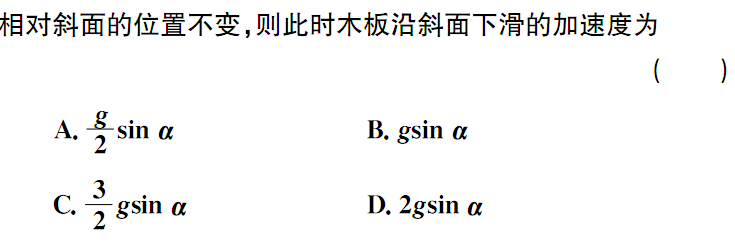 相对斜面的位置不变,则此时木板沿斜面下滑的加速度为
(　　)
A. g/2 sin α　　B. gsin α
C. 3/2 gsin α　　D. 2gsin α